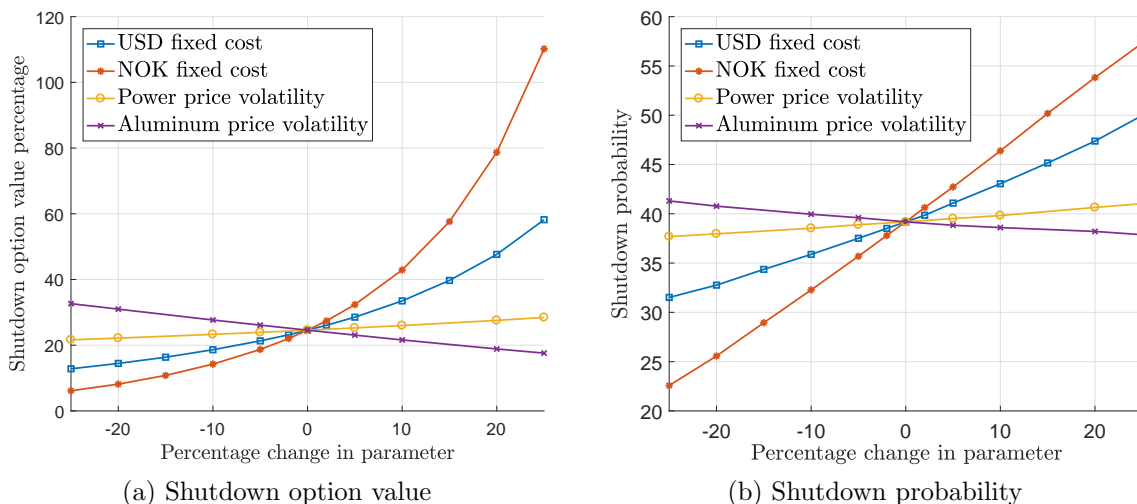 120
100
80
60
40
20
0
Shutdown option value percentage
USD fixed cost
NOK fixed cost
Power price volatility
Aluminum price volatility
-20
-10
0
10
20
Percentage change in parameter
(a) Shutdown option value
60
55
50
45
40
35
30
25
20
Shutdown probability
USD fixed cost
NOK fixed cost
Power price volatility
Aluminum price volatility
-20
-10
0
10
20
Percentage change in parameter
(b) Shutdown probability